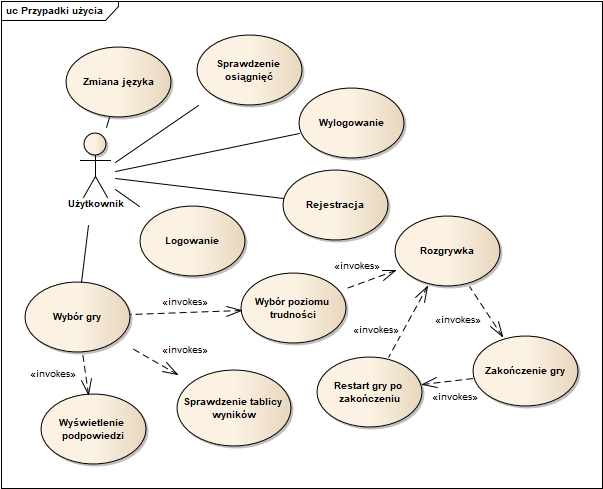 uc Przypadki użycia
Zmiana języka
Sprawdzenie
osiągnięć
Wylogowanie
Użytkownik
Rejestracja
Logowanie
Rozgrywka
«invokes»
Wybór gry
«invokes»
Wybór poziomu
trudności
«invokes»
«invokes»
«invokes»
«invokes»
Wyświetlenie
podpowiedzi
Sprawdzenie tablicy
wyników
Restart gry po
zakończeniu
«invokes»
Zakończenie gry